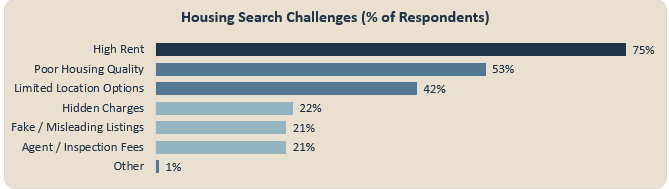 Housing Search Challenges (% of Respondents)
High Rent 75%
Poor Housing Quality 53%
Limited Location Options 42%
Hidden Charges 22%
Fake / Misleading Listings 21%
Agent / Inspection Fees 21%
Other 1%